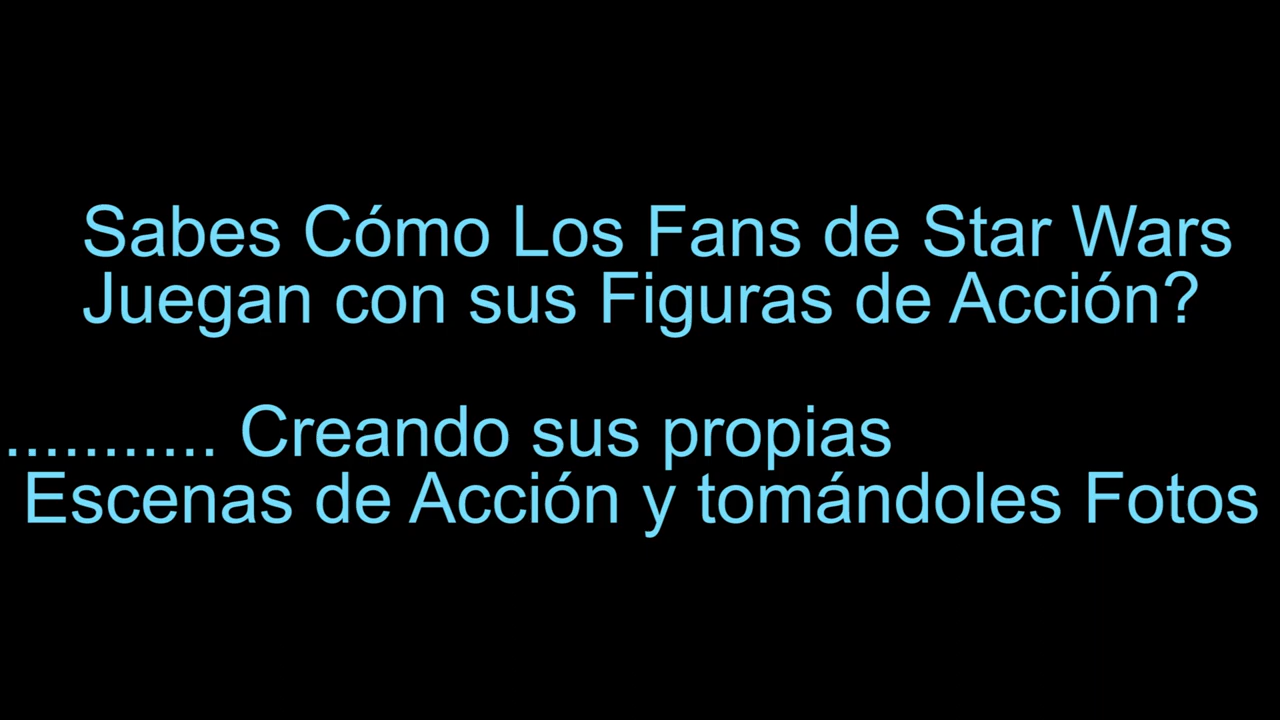 Sabes Cómo Los Fans de Star Wars
Juegan con sus Figuras de Acción?
........... Creando sus propias
Escenas de Acción y tomándoles Fotos